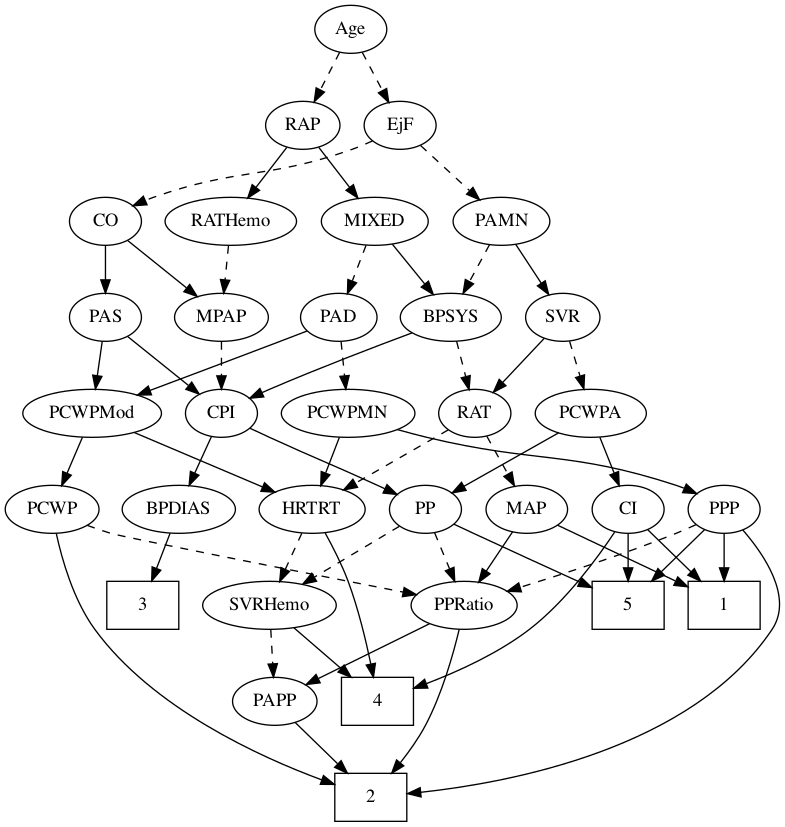 Age
RAP
EjF
CO
RATHemo
MIXED
PAMN
PAS
MPAP
PAD
BPSYS
SVR
PCWPMod
CPI
PCWPMN
RAT
PCWPA
PCWP
BPDIAS
HRTRT
PP
MAP
CI
PPP
3
SVRHemo
PPRatio
5
1
PAPP
4
2